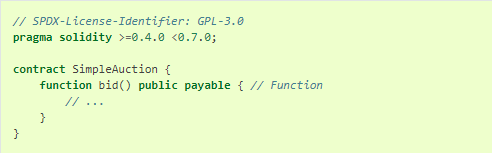 // SPDX-License-Identifier: GPL-3.0
pragma solidity >=0.4.0 <0.7.0;

contract SimpleAuction {
    function bid() public payable { // Function
        // ...
    }
}